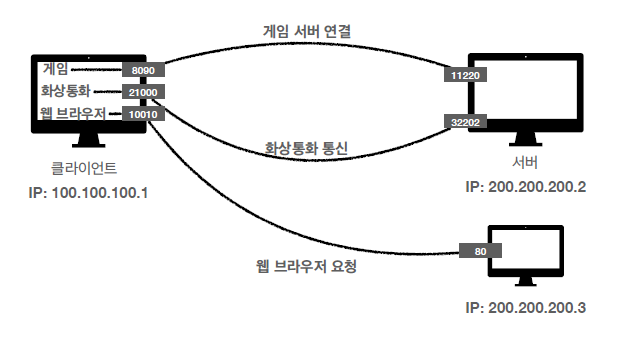 게임 서버 연결
게임 8090
화상통화 21000
웹 브라우저 10010
11220
32202
화상통화 통신
클라이언트
IP: 100.100.100.1
서버
IP: 200.200.200.2
80
웹 브라우저 요청
IP: 200.200.200.3